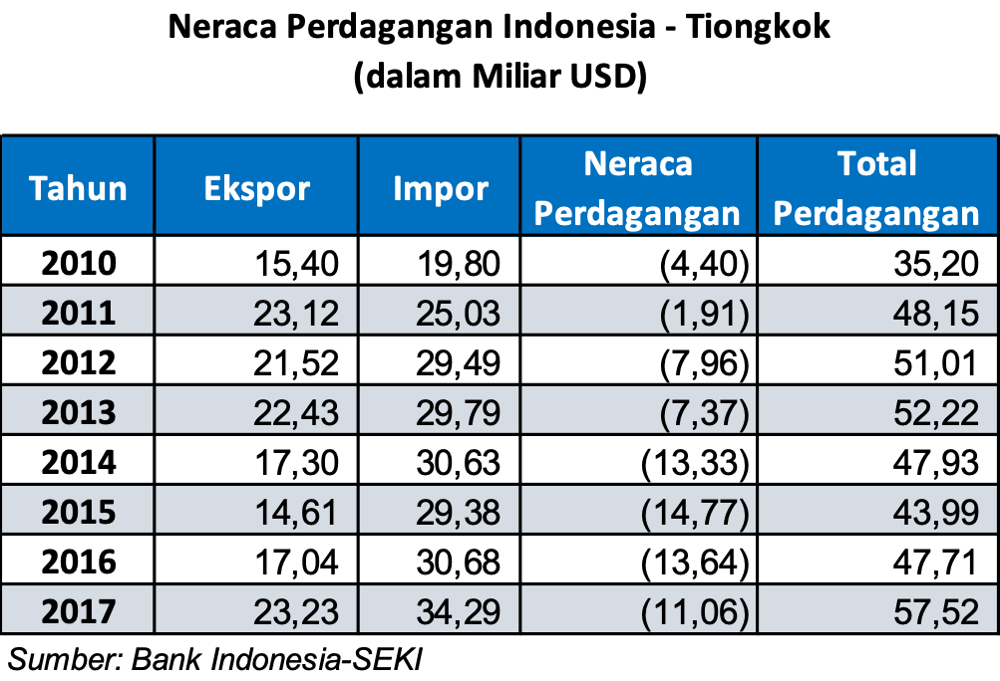 Neraca Perdagangan Indonesia - Tiongkok
(dalam Miliar USD)
Tahun Ekspor Impor Neraca Perdagangan Total Perdagangan
2010 15,40 19,80 (4,40) 35,20
2011 23,12 25,03 (1,91) 48,15
2012 21,52 29,49 (7,96) 51,01
2013 22,43 29,79 (7,37) 52,22
2014 17,30 30,63 (13,33) 47,93
2015 14,61 29,38 (14,77) 43,99
2016 17,04 30,68 (13,64) 47,71
2017 23,23 34,29 (11,06) 57,52
Sumber: Bank Indonesia-SEKI